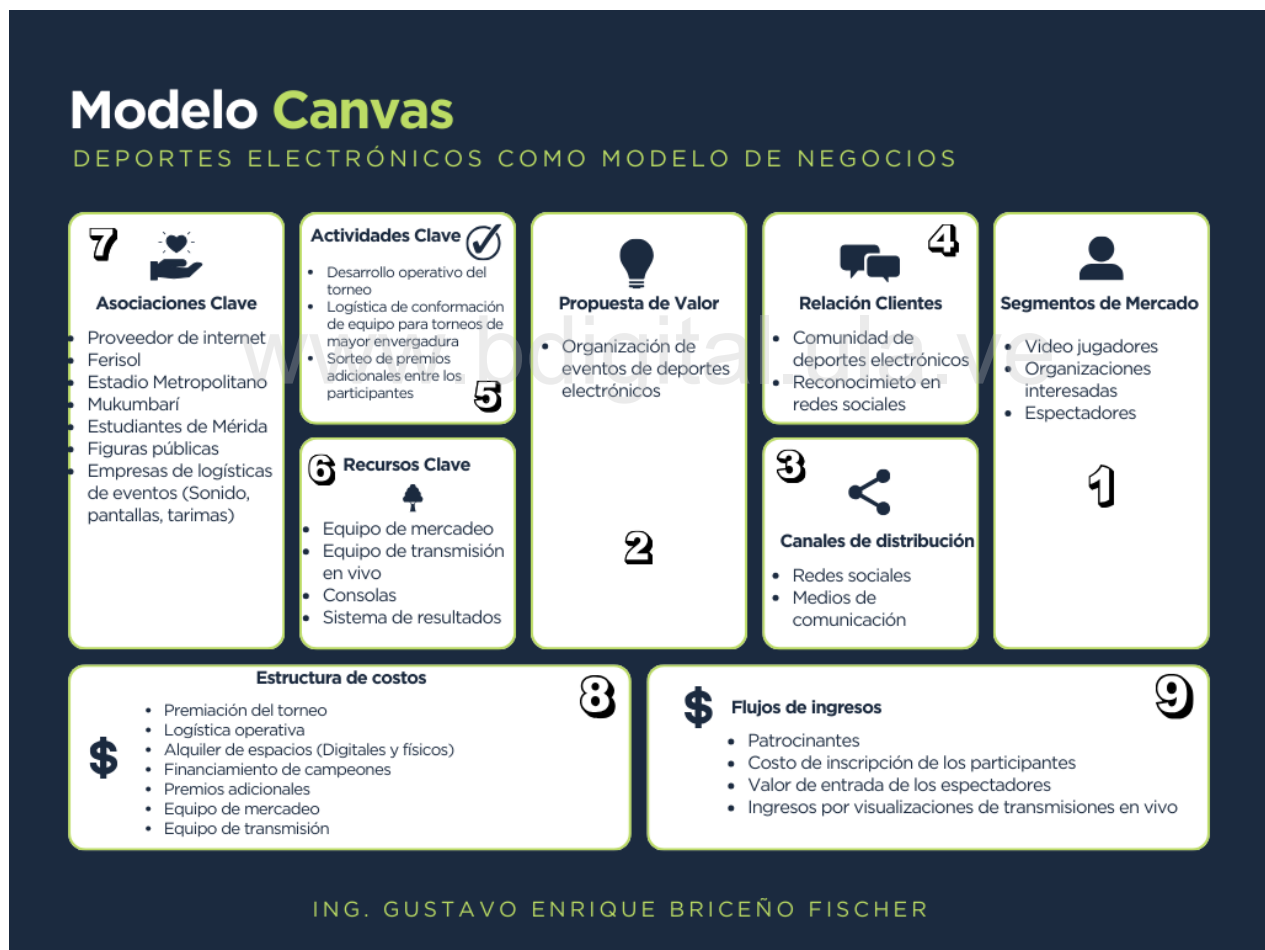 Modelo Canvas
DEPORTES ELECTRÓNICOS COMO MODELO DE NEGOCIOS
7
Asociaciones Clave
• Proveedor de internet
• Ferisol
• Estadio Metropolitano
• Mukumbarí
• Estudiantes de Mérida
• Figuras públicas
• Empresas de logísticas
de eventos (Sonido,
pantallas, tarimas)
Actividades Clave
• Desarrollo operativo del
torneo
• Logística de conformación
de equipo para torneos de
mayor envergadura
• Sorteo de premios
adicionales entre los
participantes
5
6
Recursos Clave
• Equipo de mercadeo
• Equipo de transmisión
en vivo
• Consolas
• Sistema de resultados
Propuesta de Valor
• Organización de
eventos de deportes
electrónicos
2
4
Relación Clientes
• Comunidad de
deportes electrónicos
• Reconocimieto en
redes sociales
3
Canales de distribución
• Redes sociales
• Medios de
comunicación
Segmentos de Mercado
• Video jugadores
• Organizaciones
interesadas
• Espectadores
1
Estructura de costos
8
$
• Premiación del torneo
• Logística operativa
• Alquiler de espacios (Digitales y físicos)
• Financiamiento de campeones
• Premios adicionales
• Equipo de mercadeo
• Equipo de transmisión
9
$ Flujos de ingresos
• Patrocinantes
• Costo de inscripción de los participantes
• Valor de entrada de los espectadores
• Ingresos por visualizaciones de transmisiones en vivo
ING. GUSTAVO ENRIQUE BRICEÑO FISCHER
www.bdigital.ula.ve